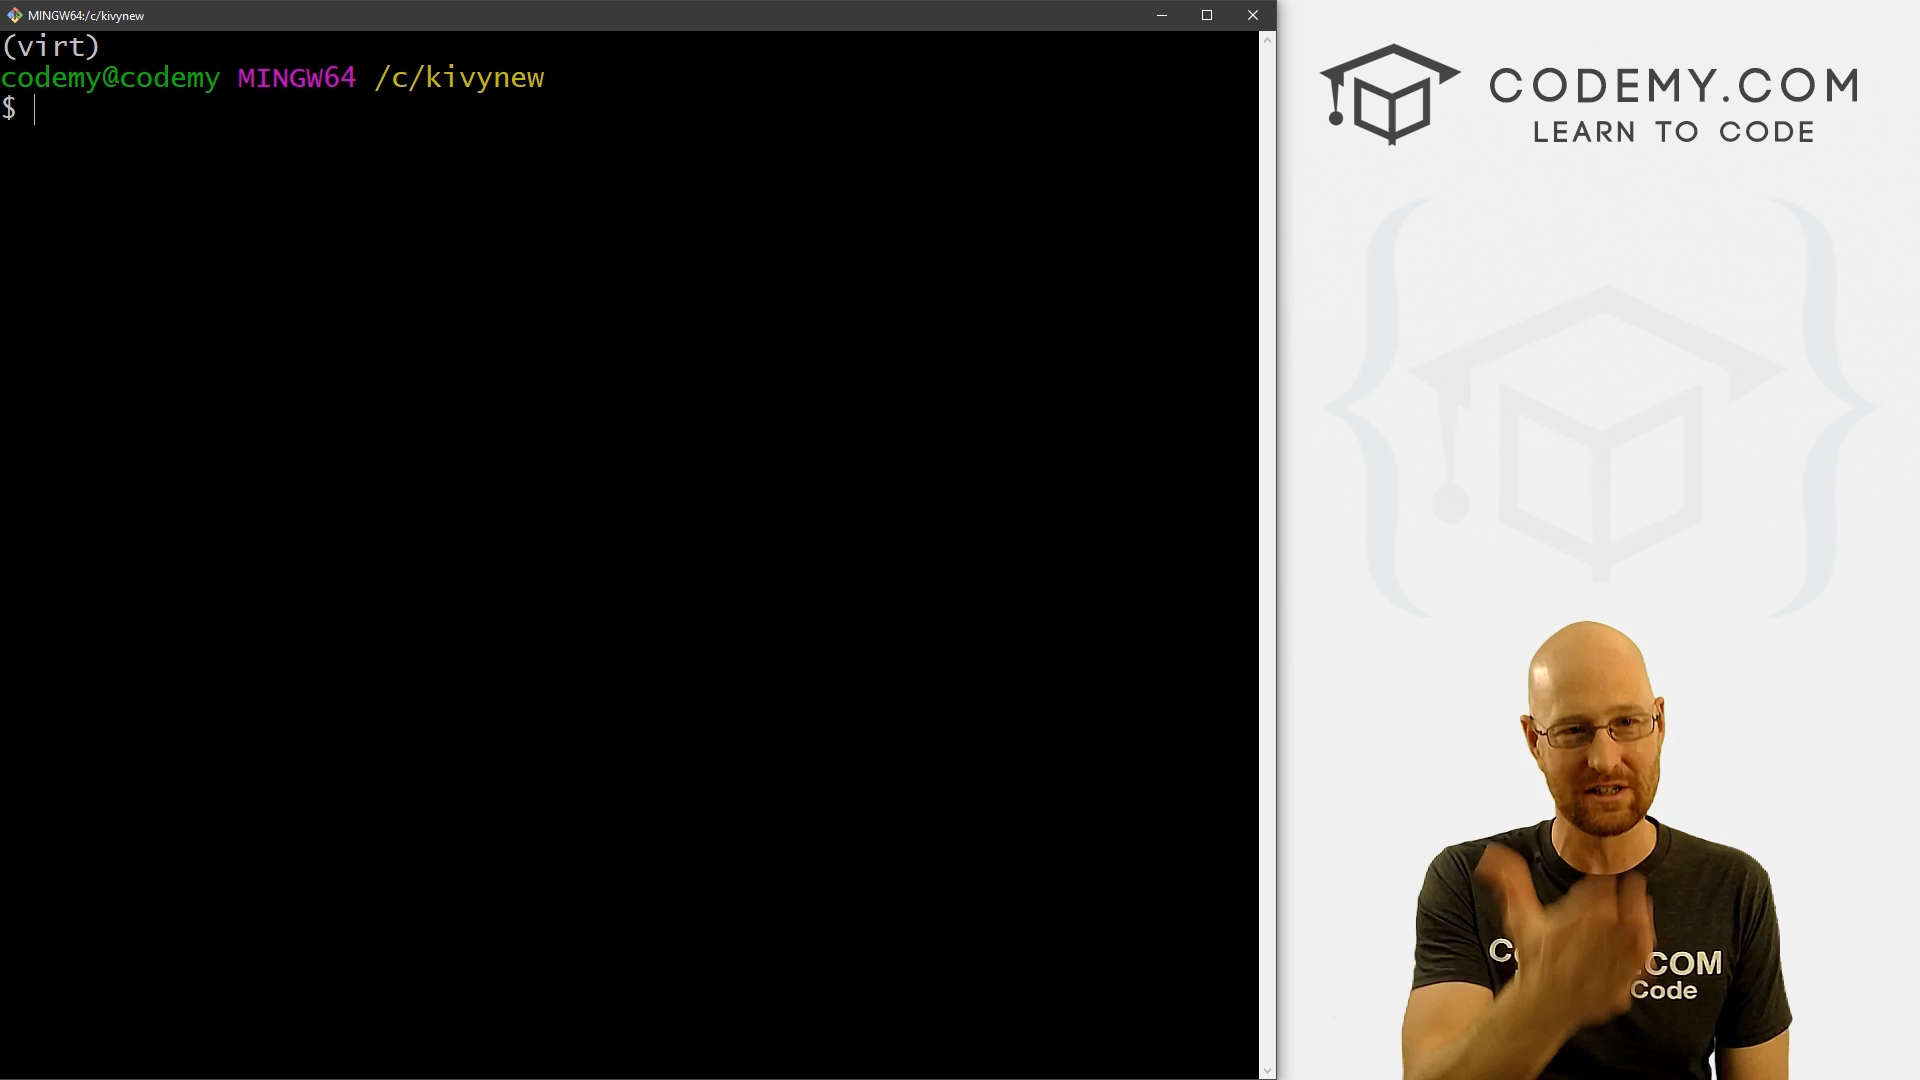 MINGW64:/c/kivynew
(virt)
codemy@codemy MINGW64 /c/kivynew
$
CODEMY.COM
LEARN TO CODE
.COM
Code